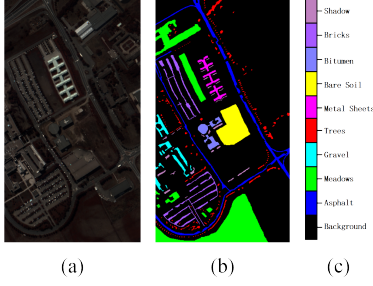 Shadow
Bricks
Bitumen
Bare Soil
Metal Sheets
Trees
Gravel
Meadows
Asphalt
Background
(a) (b) (c)